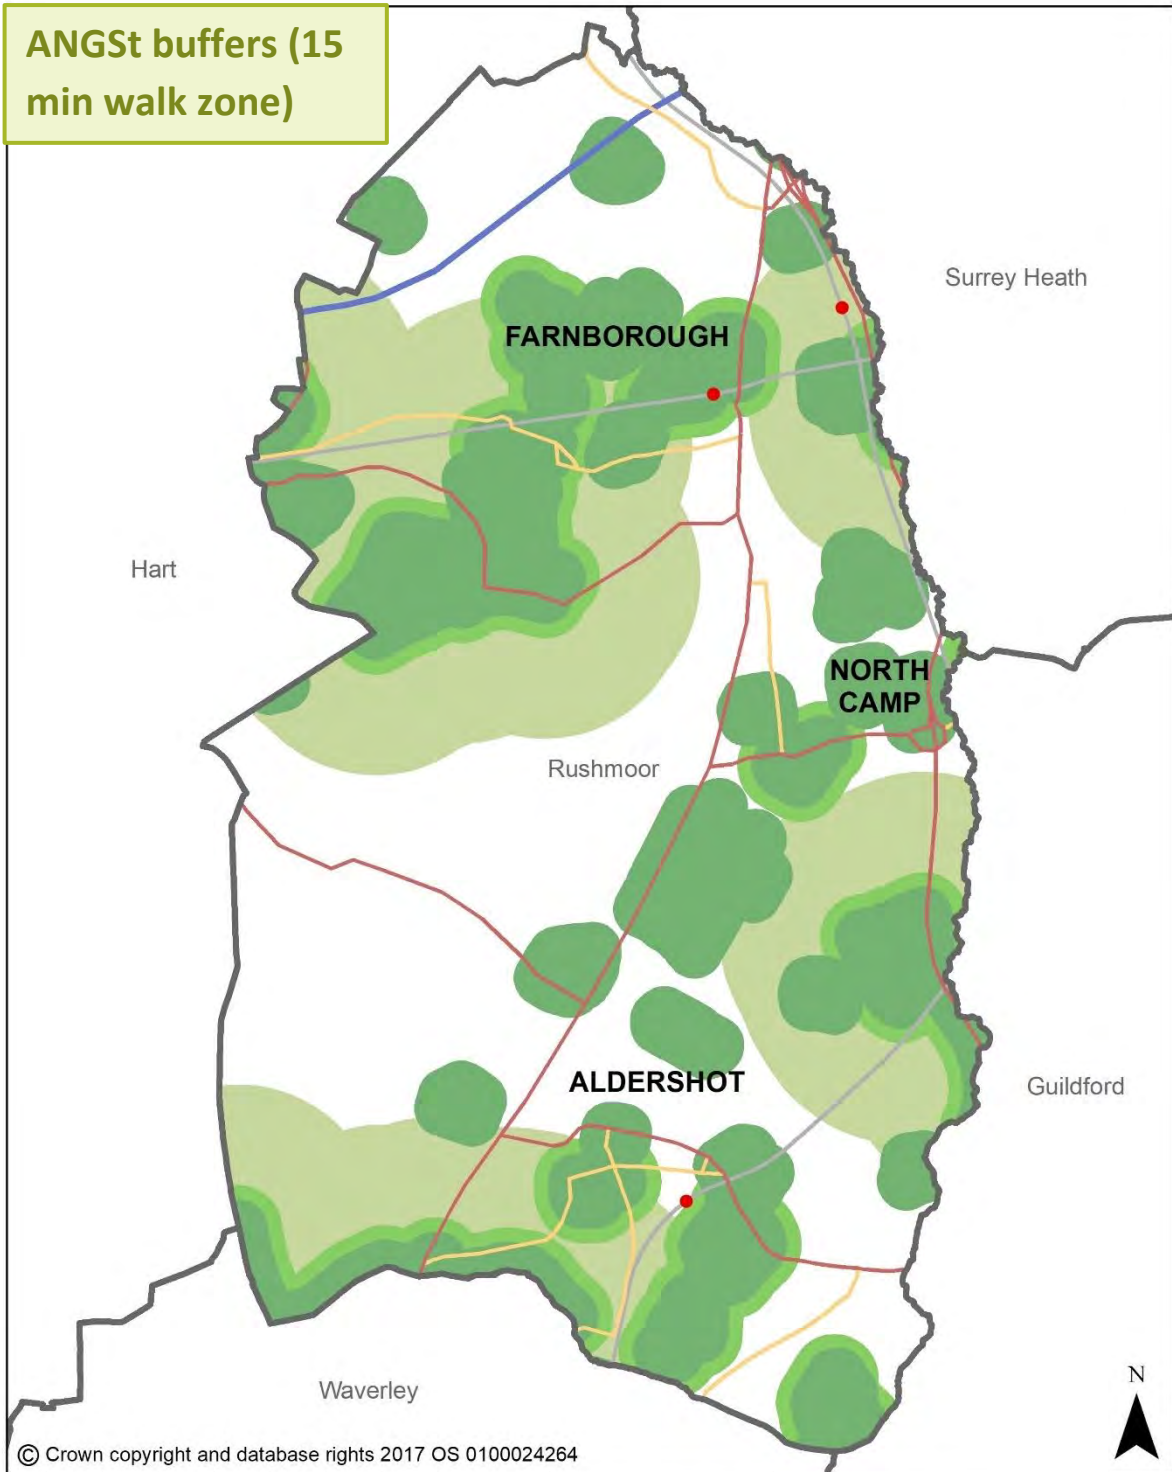 ANGSt buffers (15
min walk zone)
Surrey Heath
FARNBOROUGH
Hart
NORTH
CAMP
Rushmoor
ALDERSHOT
Guildford
Waverley
N
© Crown copyright and database rights 2017 OS 0100024264